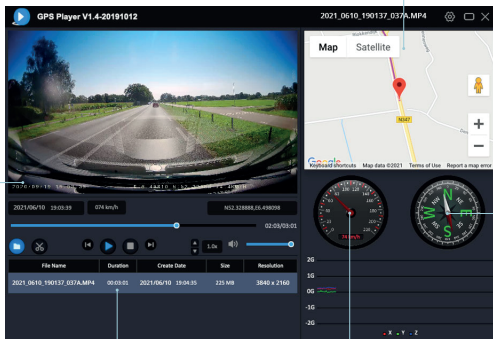 GPS Player V1.4-20191012
2021_0610_190137_037A.MP4
Map Satellite
N347
Keyboard shortcuts Map data ©2021 Terms of Use Report a map error
2021/06/10 19:03:39
074 km/h
N52.328888,E6.498098
02:03/03:01
1.0x
File Name Duration Create Date Size Resolution
2021_0610_190137_037A.MP4 00:03:01 2021/06/10 19:04:35 225 MB 3840 x 2160
74 km/h
N
E
S
W
2G
1G
0G
-1G
-2G
X Y Z